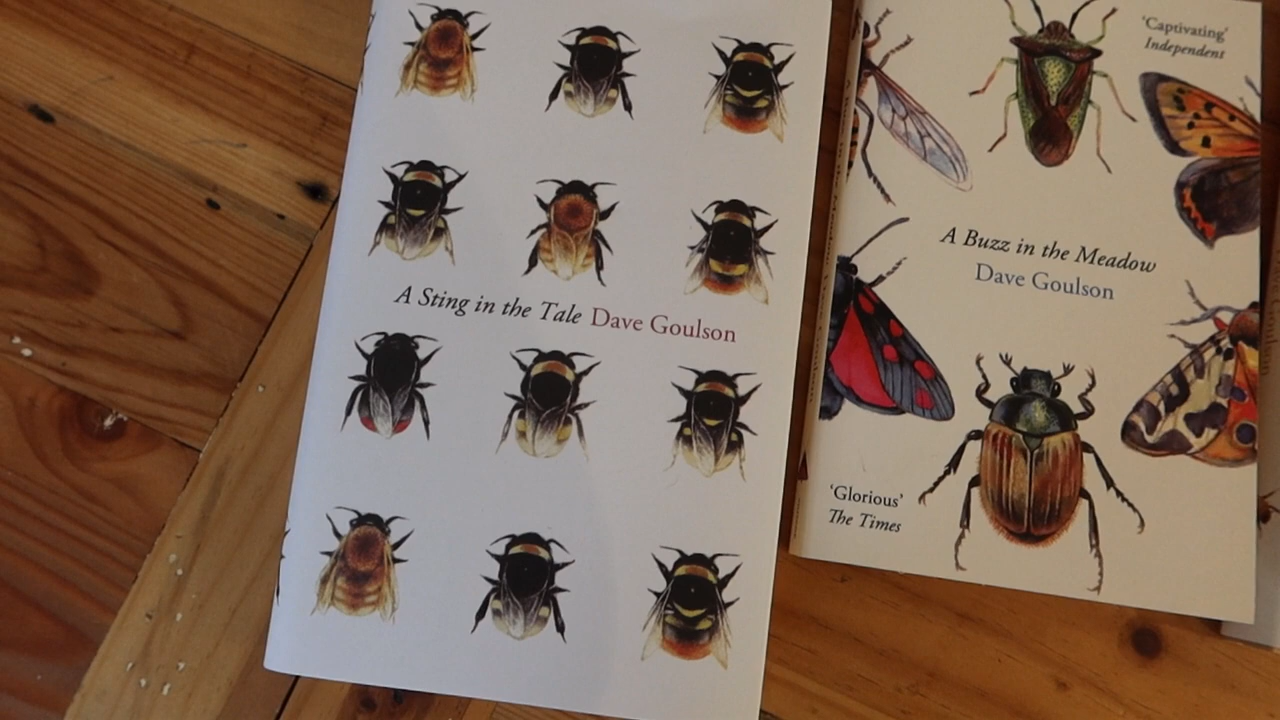 A Sting in the Tale Dave Goulson
'Captivating'
Independent
A Buzz in the Meadow
Dave Goulson
'Glorious'
The Times